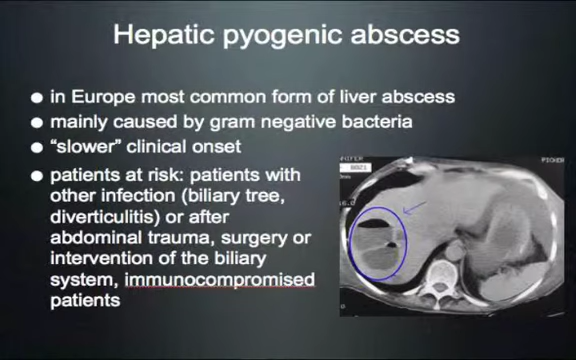 Hepatic pyogenic abscess
● in Europe most common form of liver abscess
● mainly caused by gram negative bacteria
● "slower" clinical onset
● patients at risk: patients with
other infection (biliary tree,
diverticulitis) or after
abdominal trauma, surgery or
intervention of the biliary
system, immunocompromised
patients
PICKER